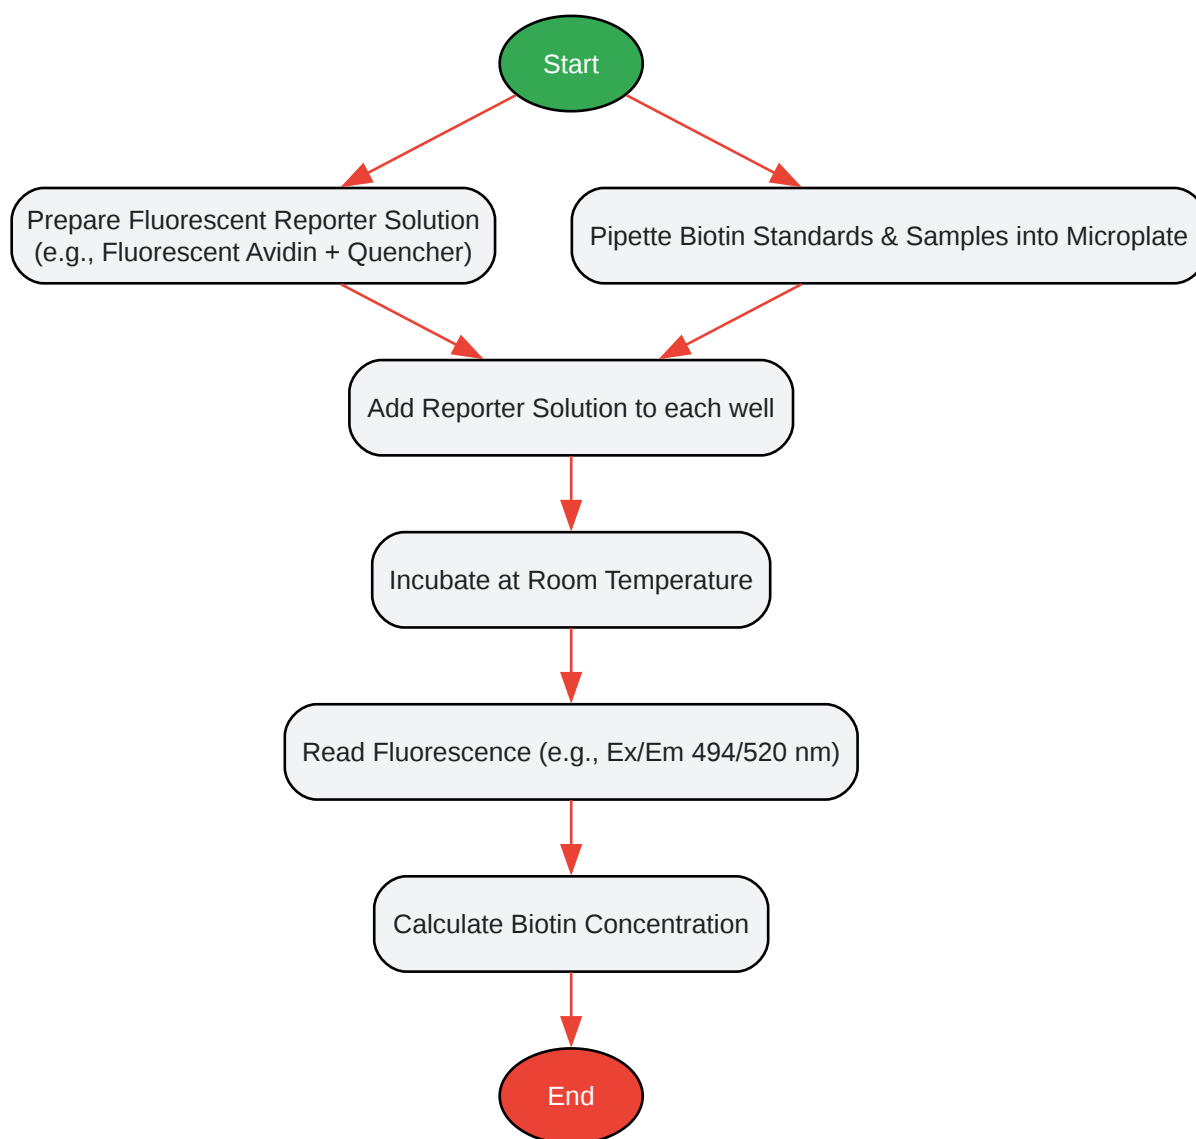 Start
Prepare Fluorescent Reporter Solution
(e.g., Fluorescent Avidin + Quencher)
Pipette Biotin Standards & Samples into Microplate
Add Reporter Solution to each well
Incubate at Room Temperature
Read Fluorescence (e.g., Ex/Em 494/520 nm)
Calculate Biotin Concentration
End